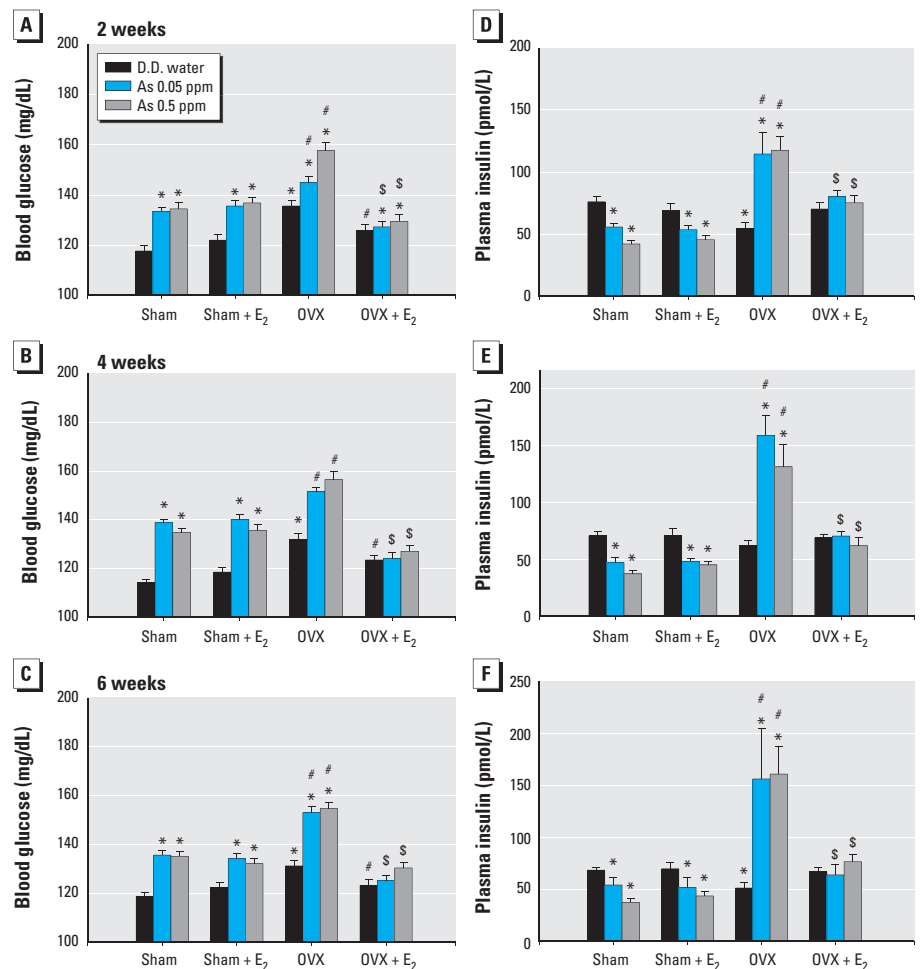 A
2 weeks
Blood glucose (mg/dL)
200
180
160
140
120
100
D.D. water
As 0.05 ppm
As 0.5 ppm
* * * * * * # * # * # * $ * $ *
Sham Sham + E₂ OVX OVX + E₂
D
Plasma insulin (pmol/L)
200
150
100
50
0
* * * * * # * # * $ $
Sham Sham + E₂ OVX OVX + E₂
B
4 weeks
Blood glucose (mg/dL)
200
180
160
140
120
100
* * * * * # # # $ $
Sham Sham + E₂ OVX OVX + E₂
E
Plasma insulin (pmol/L)
200
150
100
50
0
* * * * # * # * $ $
Sham Sham + E₂ OVX OVX + E₂
C
6 weeks
Blood glucose (mg/dL)
200
180
160
140
120
100
* * * * * # * # * # $ $
Sham Sham + E₂ OVX OVX + E₂
F
Plasma insulin (pmol/L)
250
200
150
100
50
0
* * * * * # * # * $ $
Sham Sham + E₂ OVX OVX + E₂